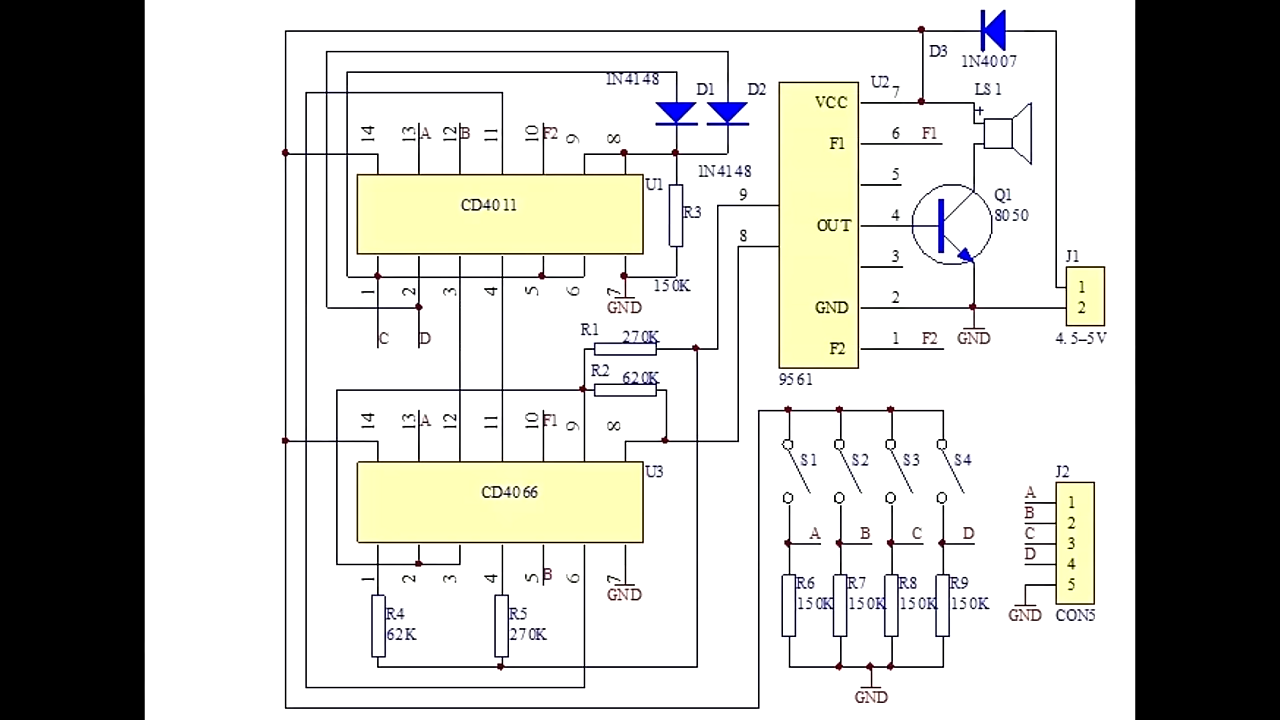 D3
1N4007
1N4148
D1
D2
U2
7
LS1
+
VCC
14
13
A
12
B
11
10
F2
9
8
F1
6
F1
1N4148
5
U1
CD4011
R3
9
OUT
4
Q1
8050
8
3
J1
1
2
3
4
5
6
7
GND
150K
GND
2
1
2
GND
4.5-5V
C
D
R1
270K
F2
1
F2
R2
620K
9561
14
13
A
12
11
10
F1
9
8
U3
CD4066
S1
S2
S3
S4
J2
A
1
B
2
C
3
D
4
5
A
B
C
D
1
2
3
4
5
B
6
7
GND
R4
62K
R5
270K
R6
150K
R7
150K
R8
150K
R9
150K
GND
CON5
GND